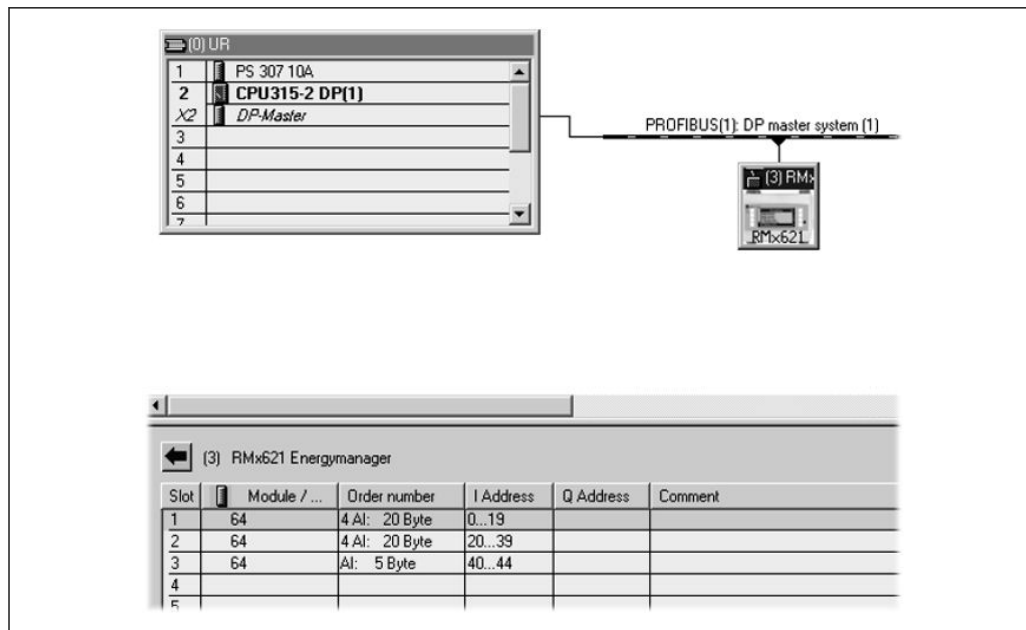 (0) UR
1 PS 307 10A
2 CPU315-2 DP(1)
X2 DP-Master
3
4
5
6
7
PROFIBUS(1): DP master system (1)
(3) RMx
RMx621
(3) RMx621 Energymanager
Slot Module / ... Order number I Address Q Address Comment
1 64 4 AI: 20 Byte 0...19
2 64 4 AI: 20 Byte 20...39
3 64 AI: 5 Byte 40...44
4
5